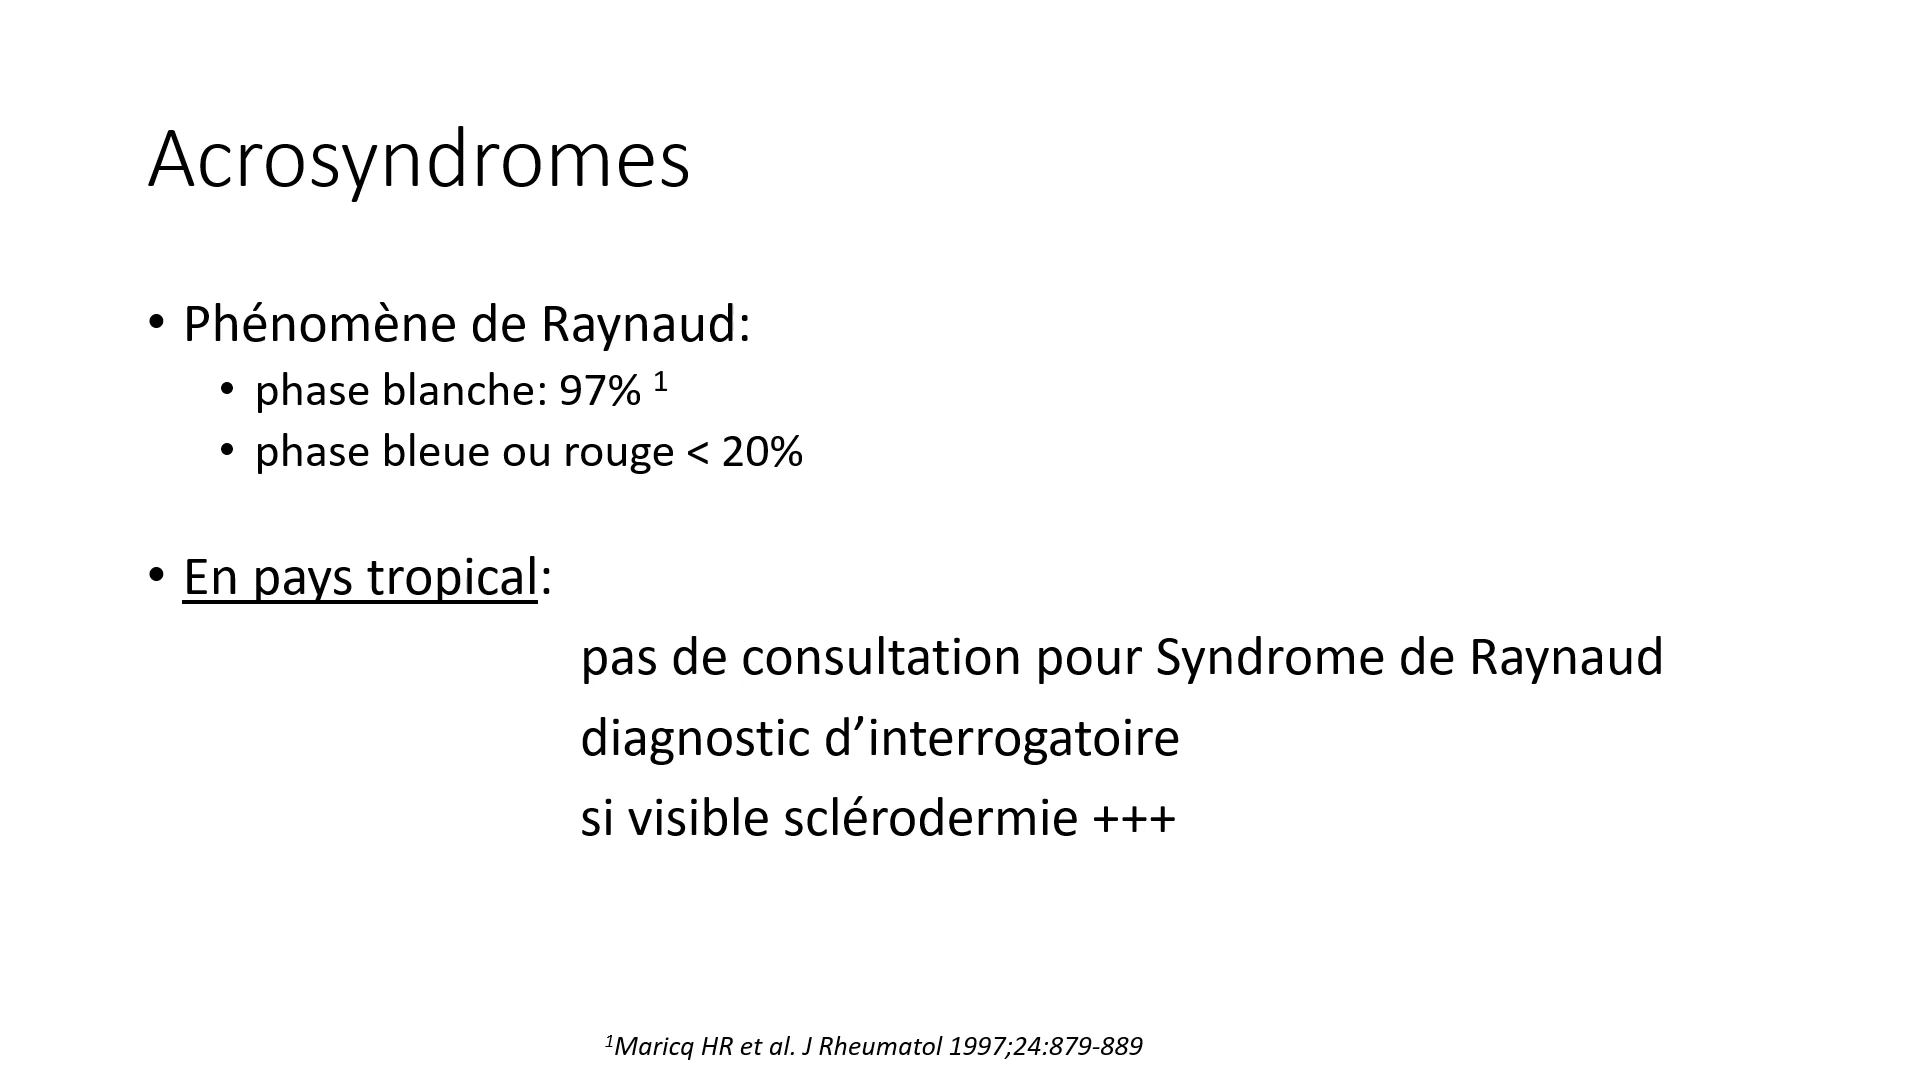 Acrosyndromes
• Phénomène de Raynaud:
• phase blanche: 97% ¹
• phase bleue ou rouge < 20%
• En pays tropical:
pas de consultation pour Syndrome de Raynaud
diagnostic d’interrogatoire
si visible sclérodermie +++
¹Maricq HR et al. J Rheumatol 1997;24:879-889